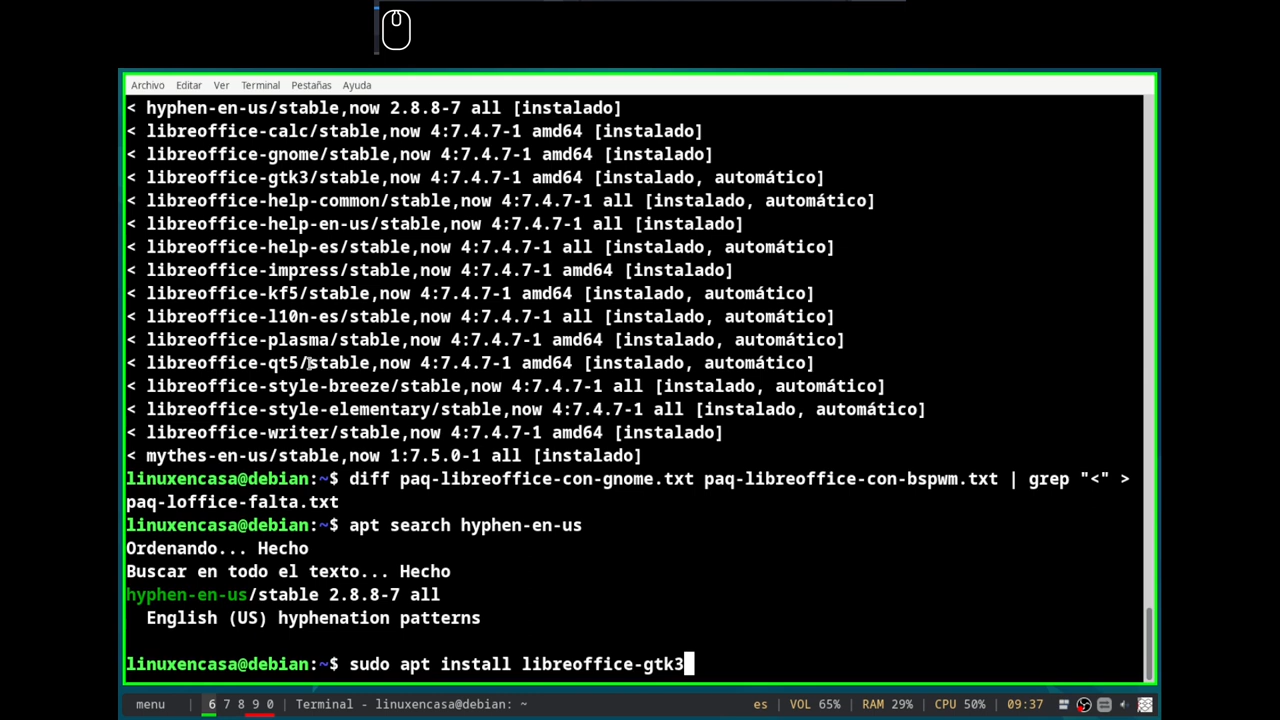 Archivo Editar Ver Terminal Pestañas Ayuda
< hyphen-en-us/stable,now 2.8.8-7 all [instalado]
< libreoffice-calc/stable,now 4:7.4.7-1 amd64 [instalado]
< libreoffice-gnome/stable,now 4:7.4.7-1 amd64 [instalado]
< libreoffice-gtk3/stable,now 4:7.4.7-1 amd64 [instalado, automático]
< libreoffice-help-common/stable,now 4:7.4.7-1 all [instalado, automático]
< libreoffice-help-en-us/stable,now 4:7.4.7-1 all [instalado]
< libreoffice-help-es/stable,now 4:7.4.7-1 all [instalado, automático]
< libreoffice-impress/stable,now 4:7.4.7-1 amd64 [instalado]
< libreoffice-kf5/stable,now 4:7.4.7-1 amd64 [instalado, automático]
< libreoffice-l10n-es/stable,now 4:7.4.7-1 all [instalado, automático]
< libreoffice-plasma/stable,now 4:7.4.7-1 all [instalado, automático]
< libreoffice-qt5/stable,now 4:7.4.7-1 amd64 [instalado, automático]
< libreoffice-style-breeze/stable,now 4:7.4.7-1 all [instalado, automático]
< libreoffice-style-elementary/stable,now 4:7.4.7-1 all [instalado, automático]
< libreoffice-writer/stable,now 4:7.4.7-1 amd64 [instalado]
< mythes-en-us/stable,now 1:7.5.0-1 all [instalado]
linuxencasa@debian:~$ diff paq-libreoffice-con-gnome.txt paq-libreoffice-con-bspwm.txt | grep "<" >
paq-loffice-falta.txt
linuxencasa@debian:~$ apt search hyphen-en-us
Ordenando... Hecho
Buscar en todo el texto... Hecho
hyphen-en-us/stable 2.8.8-7 all
English (US) hyphenation patterns
linuxencasa@debian:~$ sudo apt install libreoffice-gtk3
menu | 6 7 8 9 0 | Terminal - linuxencasa@debian: ~ es | VOL 65% | RAM 29% | CPU 50% | 09:37